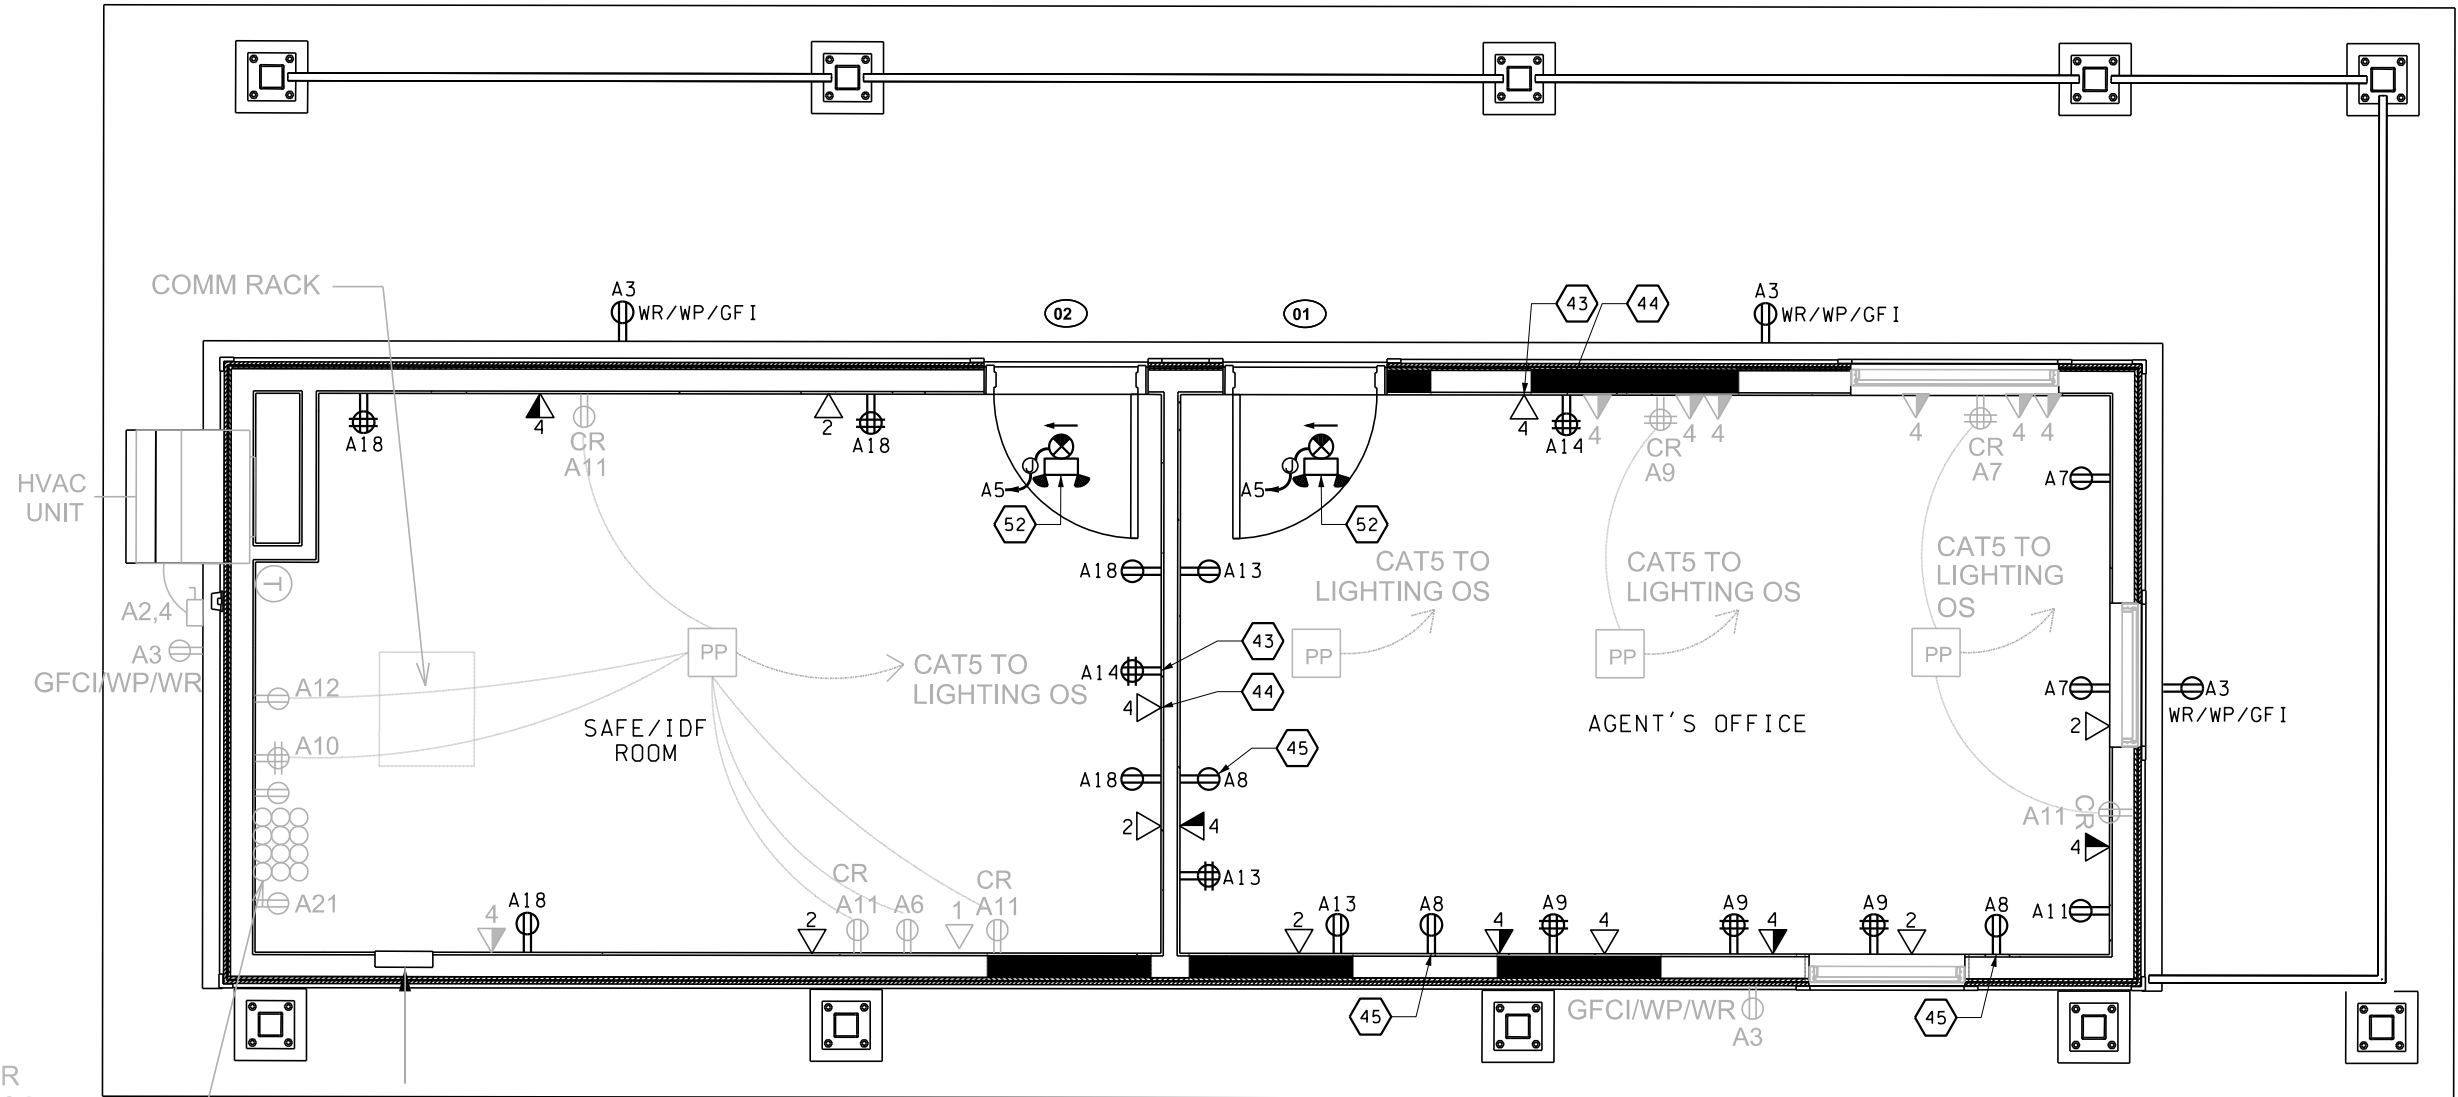 COMM RACK
A3
WR/WP/GFI
02
01
43
44
A3
WR/WP/GFI
HVAC
UNIT
A18
4
CR
A11
2
A18
A5
52
A5
52
4
A14
4
CR
A9
4
4
4
CR
A7
4
4
A7
T
A2,4
A3
GFCI/WP/WR
A12
A10
A21
PP
CAT5 TO
LIGHTING OS
SAFE/IDF
ROOM
A18
A13
43
A14
44
4
45
A18
A8
2
4
A13
CAT5 TO
LIGHTING OS
PP
CAT5 TO
LIGHTING OS
PP
CAT5 TO
LIGHTING
OS
PP
AGENT'S OFFICE
A7
A3
WR/WP/GFI
2
CR
A11
4
A11
4
A18
2
CR
A11
A6
1
CR
A11
2
A13
A8
4
A9
4
A9
4
A9
2
A8
45
GFCI/WP/WR
A3
45
R